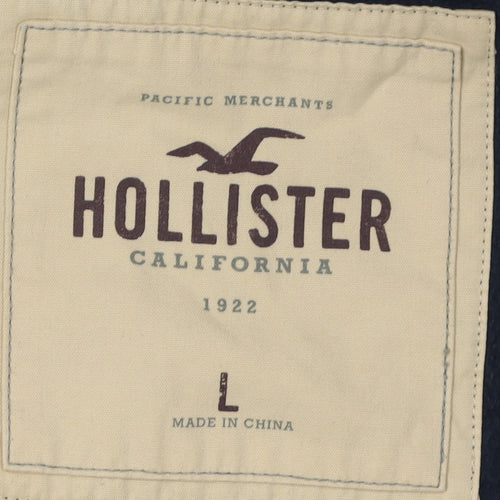 PACIFIC MERCHANTS
HOLLISTER
CALIFORNIA
1922
L
MADE IN CHINA